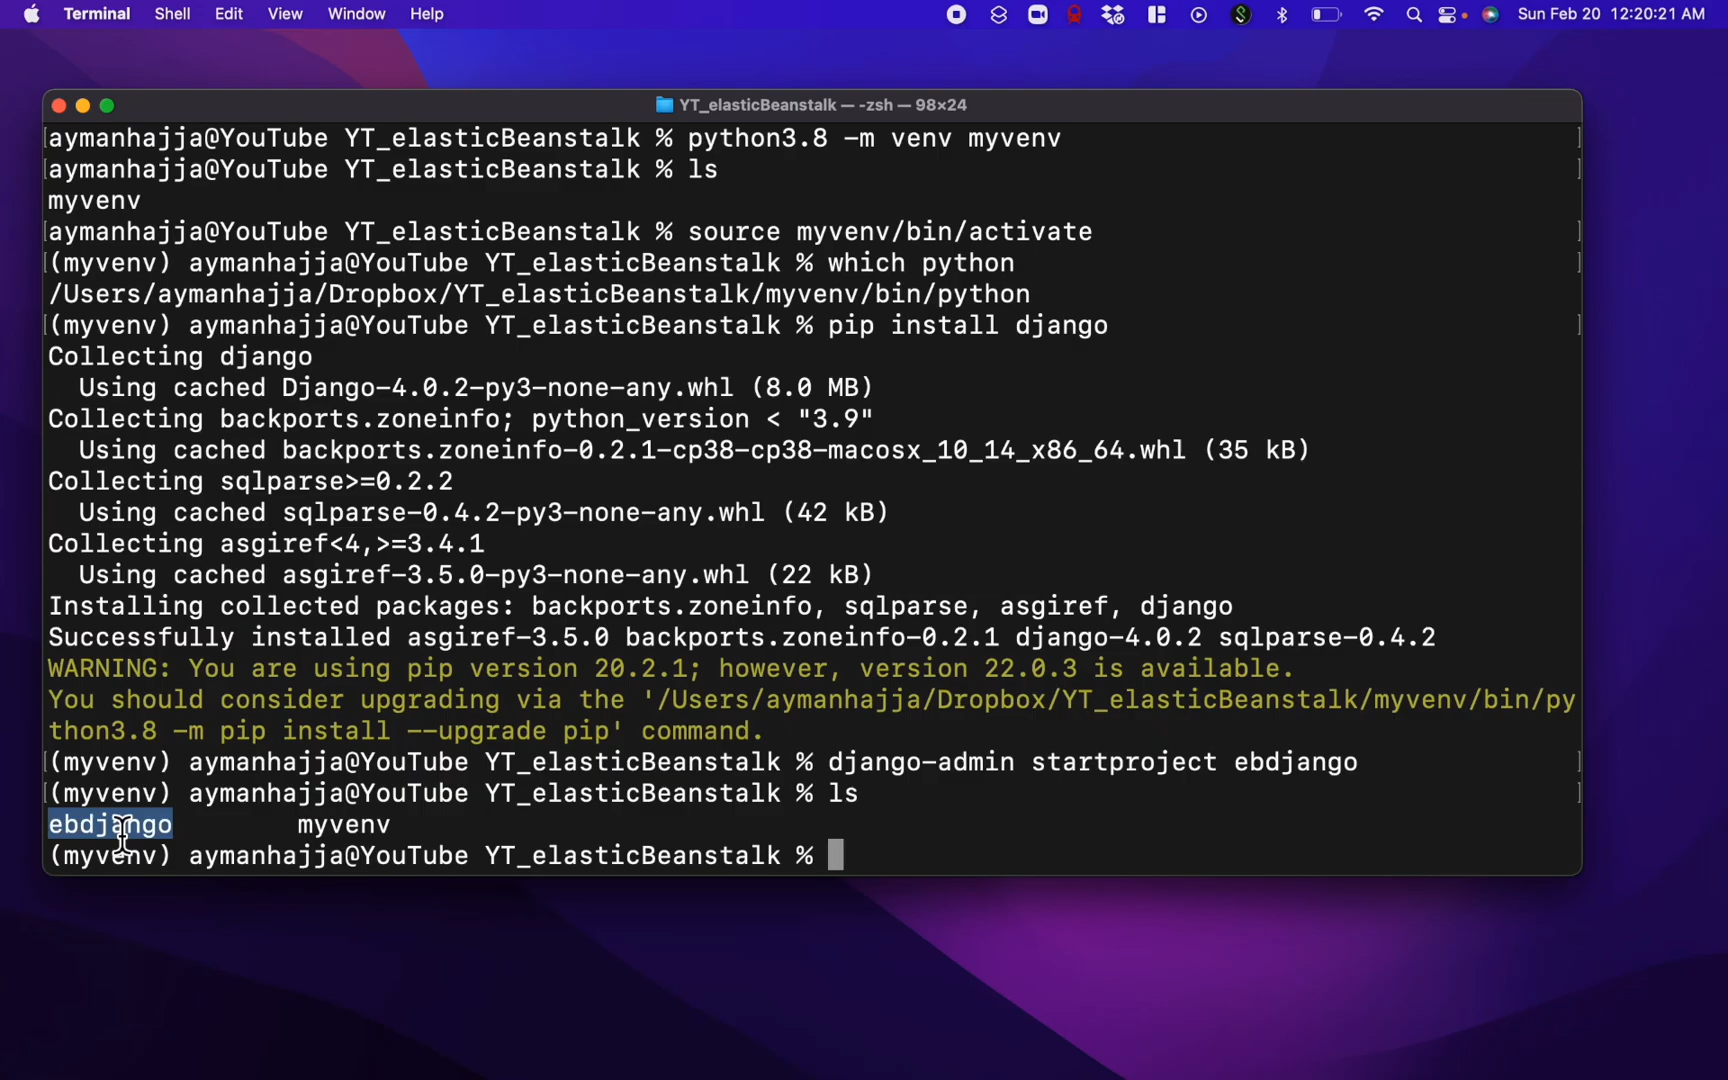 Terminal Shell Edit View Window Help Sun Feb 20 12:20:21 AM
YT_elasticBeanstalk — -zsh — 98×24
aymanhajja@YouTube YT_elasticBeanstalk % python3.8 -m venv myvenv
aymanhajja@YouTube YT_elasticBeanstalk % ls
myvenv
aymanhajja@YouTube YT_elasticBeanstalk % source myvenv/bin/activate
(myvenv) aymanhajja@YouTube YT_elasticBeanstalk % which python
/Users/aymanhajja/Dropbox/YT_elasticBeanstalk/myvenv/bin/python
(myvenv) aymanhajja@YouTube YT_elasticBeanstalk % pip install django
Collecting django
  Using cached Django-4.0.2-py3-none-any.whl (8.0 MB)
Collecting backports.zoneinfo; python_version < "3.9"
  Using cached backports.zoneinfo-0.2.1-cp38-cp38-macosx_10_14_x86_64.whl (35 kB)
Collecting sqlparse>=0.2.2
  Using cached sqlparse-0.4.2-py3-none-any.whl (42 kB)
Collecting asgiref<4,>=3.4.1
  Using cached asgiref-3.5.0-py3-none-any.whl (22 kB)
Installing collected packages: backports.zoneinfo, sqlparse, asgiref, django
Successfully installed asgiref-3.5.0 backports.zoneinfo-0.2.1 django-4.0.2 sqlparse-0.4.2
WARNING: You are using pip version 20.2.1; however, version 22.0.3 is available.
You should consider upgrading via the '/Users/aymanhajja/Dropbox/YT_elasticBeanstalk/myvenv/bin/py
thon3.8 -m pip install --upgrade pip' command.
(myvenv) aymanhajja@YouTube YT_elasticBeanstalk % django-admin startproject ebdjango
(myvenv) aymanhajja@YouTube YT_elasticBeanstalk % ls
ebdjango myvenv
(myvenv) aymanhajja@YouTube YT_elasticBeanstalk %